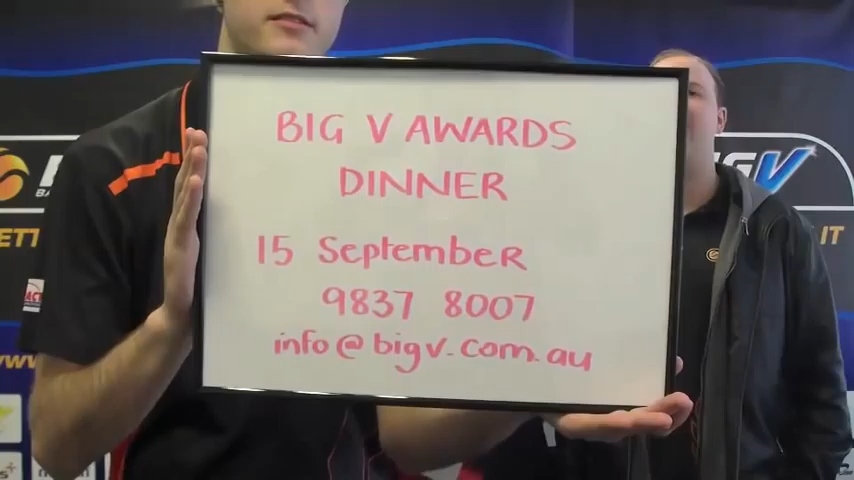 BIG V AWARDS
DINNER
15 September
9837 8007
info@bigv.com.au